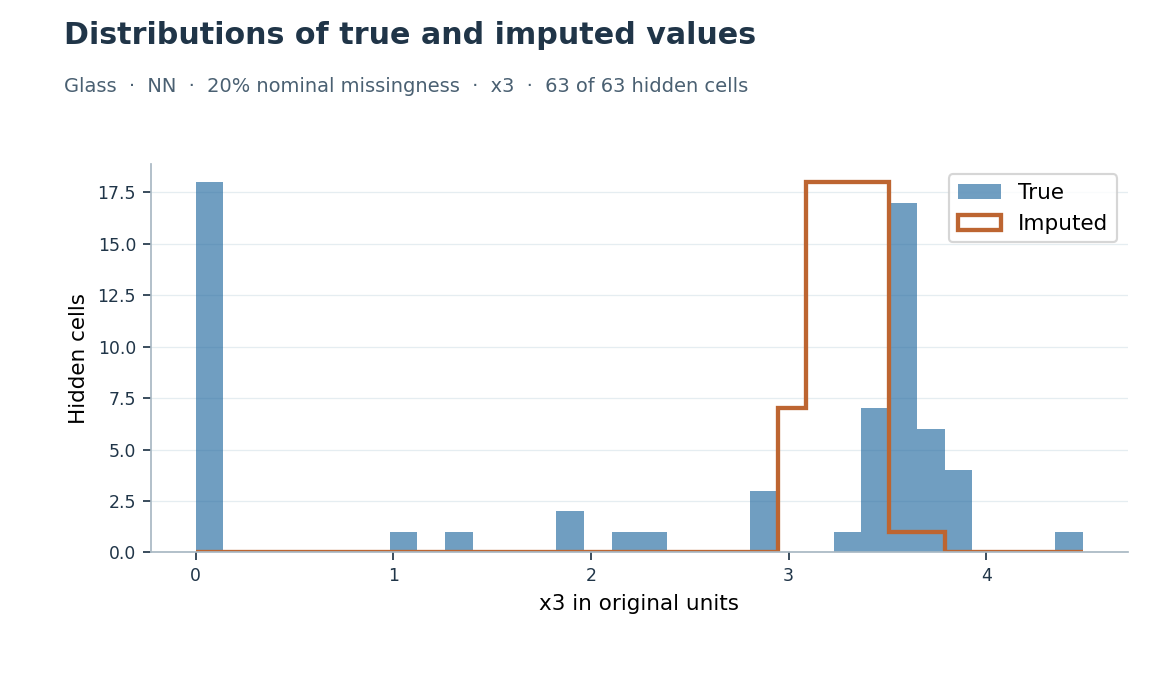 Distributions of true and imputed values
Glass · NN · 20% nominal missingness · x3 · 63 of 63 hidden cells
True
Imputed
Hidden cells
17.5
15.0
12.5
10.0
7.5
5.0
2.5
0.0
0 1 2 3 4
x3 in original units